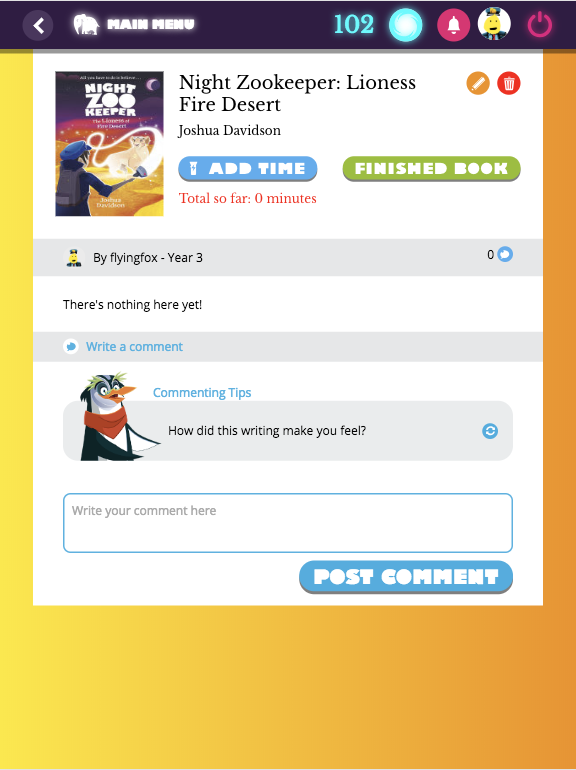 MAIN MENU
102
All you have to do is believe...
NIGHT
ZOO
KEEPER
The Lioness of
Fire Desert
Joshua
Davidson
Night Zookeeper: Lioness
Fire Desert
Joshua Davidson
ADD TIME
FINISHED BOOK
Total so far: 0 minutes
By flyingfox - Year 3
0
There's nothing here yet!
Write a comment
Commenting Tips
How did this writing make you feel?
Write your comment here
POST COMMENT